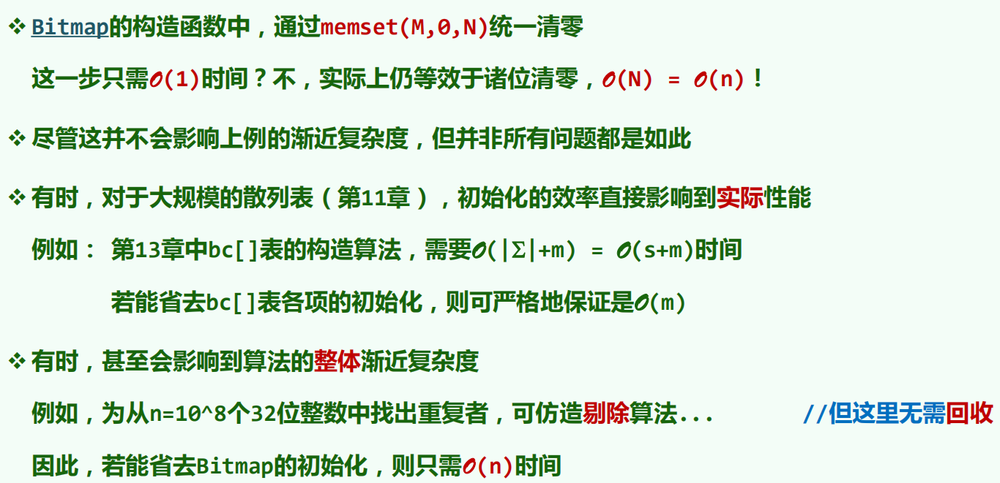 ❖ Bitmap的构造函数中，通过memset(M,0,N)统一清零
这一步只需𝒪(1)时间？不，实际上仍等效于诸位清零，𝒪(N) = 𝒪(n)！
❖ 尽管这并不会影响上例的渐近复杂度，但并非所有问题都是如此
❖ 有时，对于大规模的散列表（第11章），初始化的效率直接影响到实际性能
例如： 第13章中bc[]表的构造算法，需要𝒪(|Σ|+m) = 𝒪(s+m)时间
若能省去bc[]表各项的初始化，则可严格地保证是𝒪(m)
❖ 有时，甚至会影响到算法的整体渐近复杂度
例如，为从n=10^8个32位整数中找出重复者，可仿造剔除算法... //但这里无需回收
因此，若能省去Bitmap的初始化，则只需𝒪(n)时间